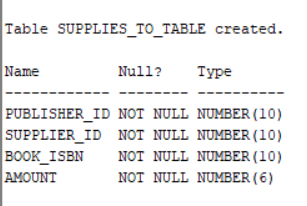 Table SUPPLIES_TO_TABLE created.
Name Null? Type
------------ -------- ----------
PUBLISHER_ID NOT NULL NUMBER(10)
SUPPLIER_ID NOT NULL NUMBER(10)
BOOK_ISBN NOT NULL NUMBER(10)
AMOUNT NOT NULL NUMBER(6)